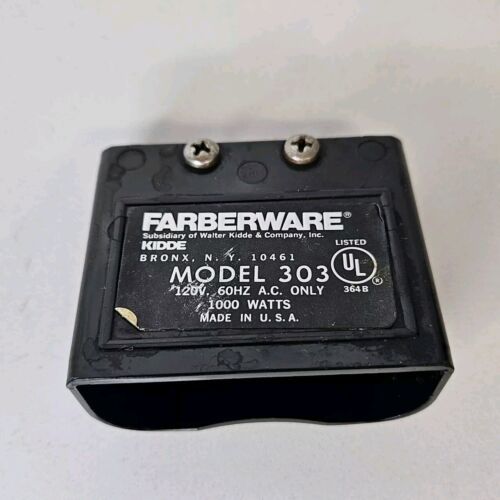 FARBERWARE®
Subsidiary of Walter Kidde & Company, Inc.
KIDDE
BRONX, N. Y. 10461
LISTED
MODEL 303
UL ®
120V, 60HZ A.C. ONLY
364B
1000 WATTS
MADE IN U.S.A.